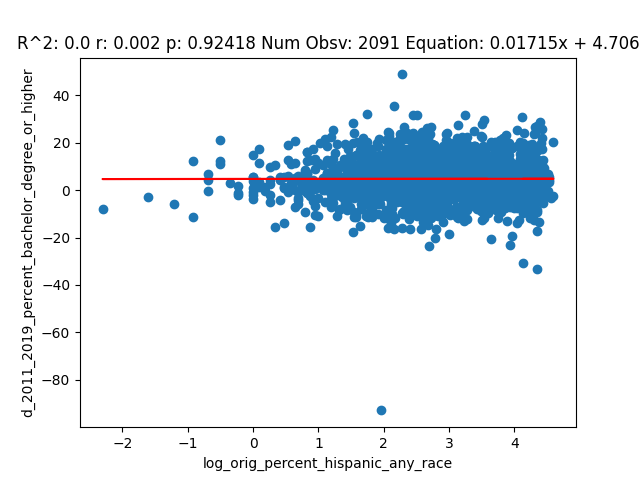 R^2: 0.0 r: 0.002 p: 0.92418 Num Obsv: 2091 Equation: 0.01715x + 4.706
d_2011_2019_percent_bachelor_degree_or_higher
40
20
0
−20
−40
−60
−80
−2 −1 0 1 2 3 4
log_orig_percent_hispanic_any_race